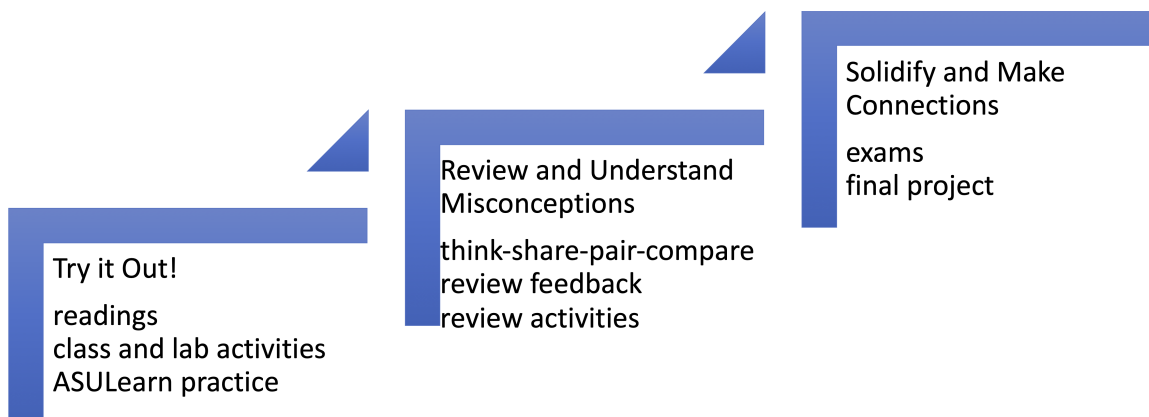 Try it Out!
readings
class and lab activities
ASULearn practice
Review and Understand
Misconceptions
think-share-pair-compare
review feedback
review activities
Solidify and Make
Connections
exams
final project